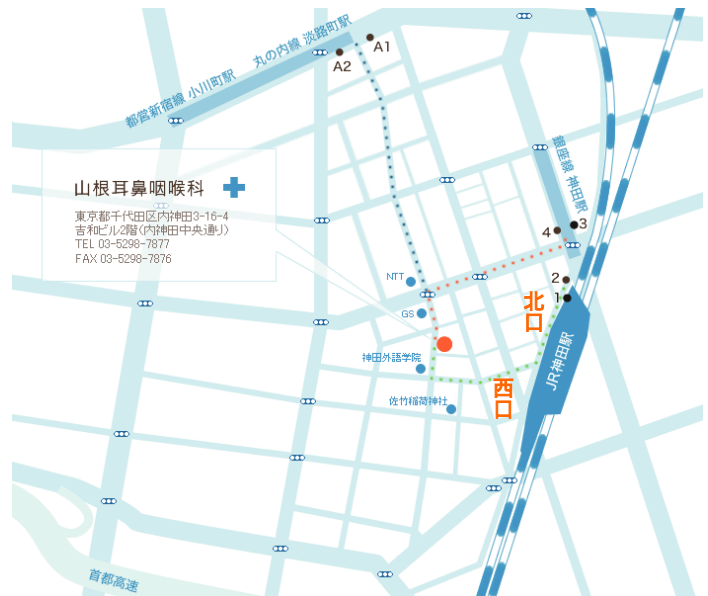 A1
A2
丸の内線 淡路町駅
都営新宿線 小川町駅
山根耳鼻咽喉科
東京都千代田区内神田3-16-4
吉和ビル2階(内神田中央通り)
TEL 03-5298-7877
FAX 03-5298-7876
銀座線 神田駅
3
4
2
1
NTT
GS
北口
JR神田駅
神田外語学院
西口
佐竹稲荷神社
首都高速